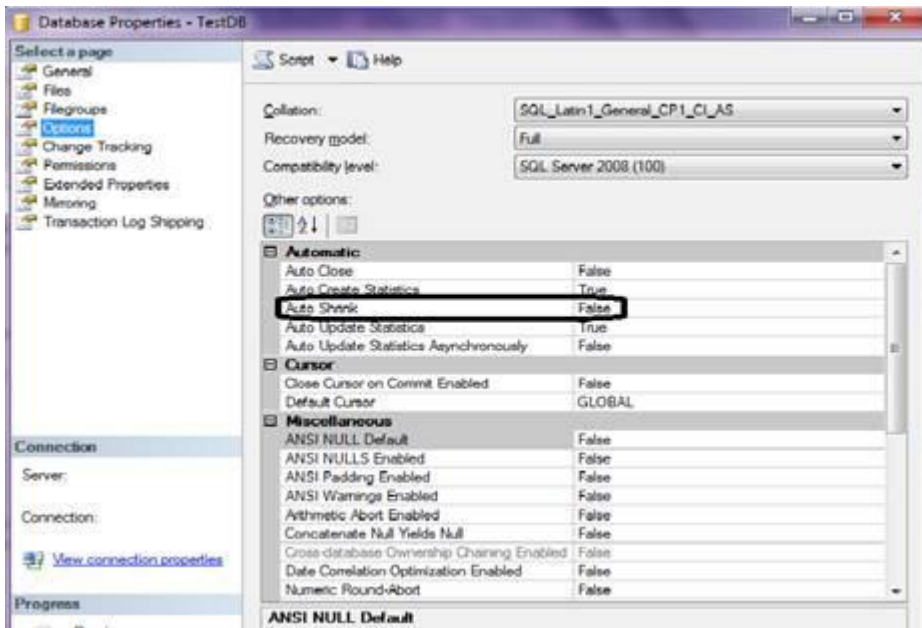 Database Properties - TestDB
Select a page
General
Files
Filegroups
Options
Change Tracking
Permissions
Extended Properties
Mirroring
Transaction Log Shipping
Connection
Server:
Connection:
View connection properties
Progress
Script Help
Collation: SQL_Latin1_General_CP1_CI_AS
Recovery model: Full
Compatibility level: SQL Server 2008 (100)
Other options:
Automatic
Auto Close False
Auto Create Statistics True
Auto Shrink False
Auto Update Statistics True
Auto Update Statistics Asynchronously False
Cursor
Close Cursor on Commit Enabled False
Default Cursor GLOBAL
Miscellaneous
ANSI NULL Default False
ANSI NULLS Enabled False
ANSI Padding Enabled False
ANSI Warnings Enabled False
Arithmetic Abort Enabled False
Concatenate Null Yields Null False
Cross-database Ownership Chaining Enabled False
Date Correlation Optimization Enabled False
Numeric Round-Abort False
ANSI NULL Default